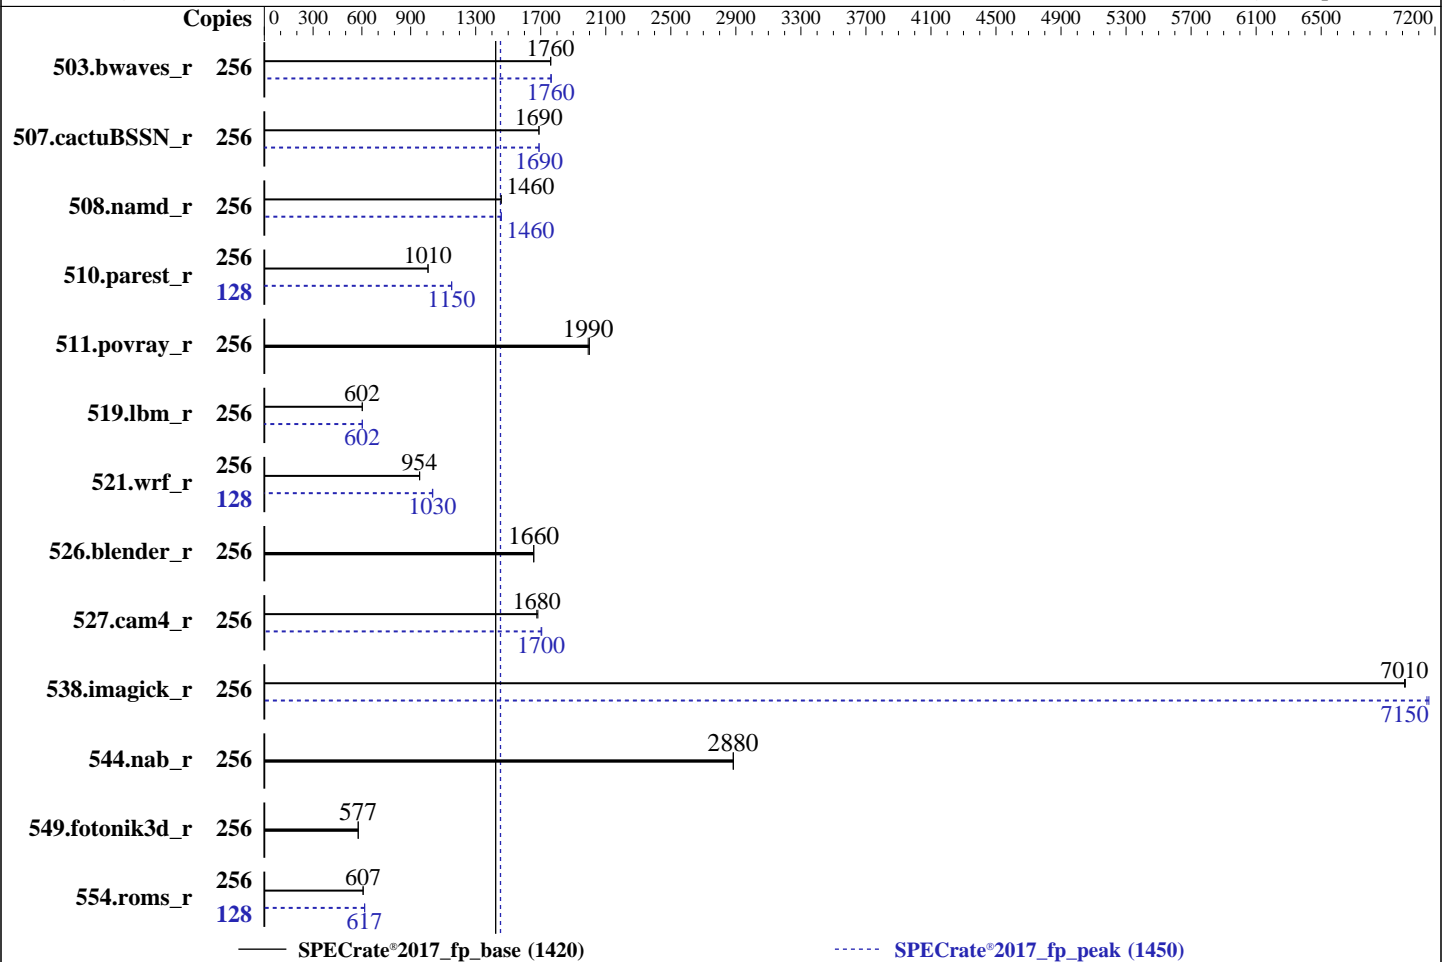 Copies 0 300 600 900 1300 1700 2100 2500 2900 3300 3700 4100 4500 4900 5300 5700 6100 6500 7200
503.bwaves_r 256 1760
1760
507.cactuBSSN_r 256 1690
1690
508.namd_r 256 1460
1460
510.parest_r 256 1010
128 1150
511.povray_r 256 1990
519.lbm_r 256 602
602
521.wrf_r 256 954
128 1030
526.blender_r 256 1660
527.cam4_r 256 1680
1700
538.imagick_r 256 7010
7150
544.nab_r 256 2880
549.fotonik3d_r 256 577
554.roms_r 256 607
128 617
SPECrate®2017_fp_base (1420) SPECrate®2017_fp_peak (1450)